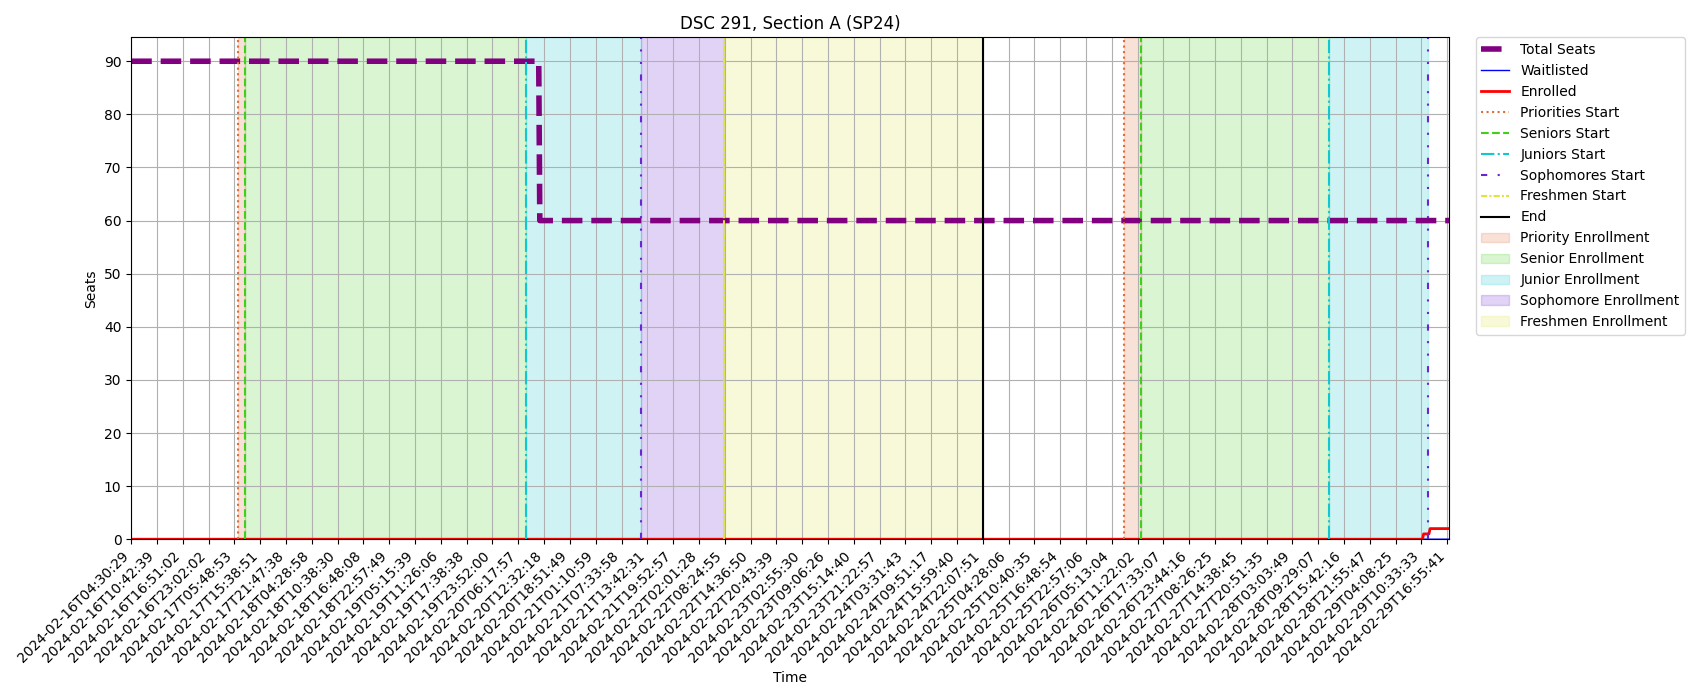 DSC 291, Section A (SP24)
90
80
70
60
50
40
30
20
10
0
Seats
2024-02-16T04:30:29
2024-02-16T10:42:39
2024-02-16T16:51:02
2024-02-16T23:02:02
2024-02-17T05:48:53
2024-02-17T15:38:51
2024-02-17T21:47:38
2024-02-18T04:28:58
2024-02-18T10:38:30
2024-02-18T16:48:08
2024-02-18T22:57:49
2024-02-19T05:15:39
2024-02-19T11:26:06
2024-02-19T17:38:38
2024-02-19T23:52:00
2024-02-20T06:17:57
2024-02-20T12:32:18
2024-02-20T18:51:49
2024-02-21T01:10:59
2024-02-21T07:33:58
2024-02-21T13:42:31
2024-02-21T19:52:57
2024-02-22T02:01:28
2024-02-22T08:24:55
2024-02-22T14:36:50
2024-02-22T20:43:39
2024-02-23T02:55:30
2024-02-23T09:06:26
2024-02-23T15:14:40
2024-02-23T21:22:57
2024-02-24T03:31:43
2024-02-24T09:51:17
2024-02-24T15:59:40
2024-02-24T22:07:51
2024-02-25T04:28:06
2024-02-25T10:40:35
2024-02-25T16:48:54
2024-02-25T22:57:06
2024-02-26T05:13:04
2024-02-26T11:22:02
2024-02-26T17:33:07
2024-02-26T23:44:16
2024-02-27T08:26:25
2024-02-27T14:38:45
2024-02-27T20:51:35
2024-02-28T03:03:49
2024-02-28T09:29:07
2024-02-28T15:42:16
2024-02-28T21:55:47
2024-02-29T04:08:25
2024-02-29T10:33:33
2024-02-29T16:55:41
Time
Total Seats
Waitlisted
Enrolled
Priorities Start
Seniors Start
Juniors Start
Sophomores Start
Freshmen Start
End
Priority Enrollment
Senior Enrollment
Junior Enrollment
Sophomore Enrollment
Freshmen Enrollment